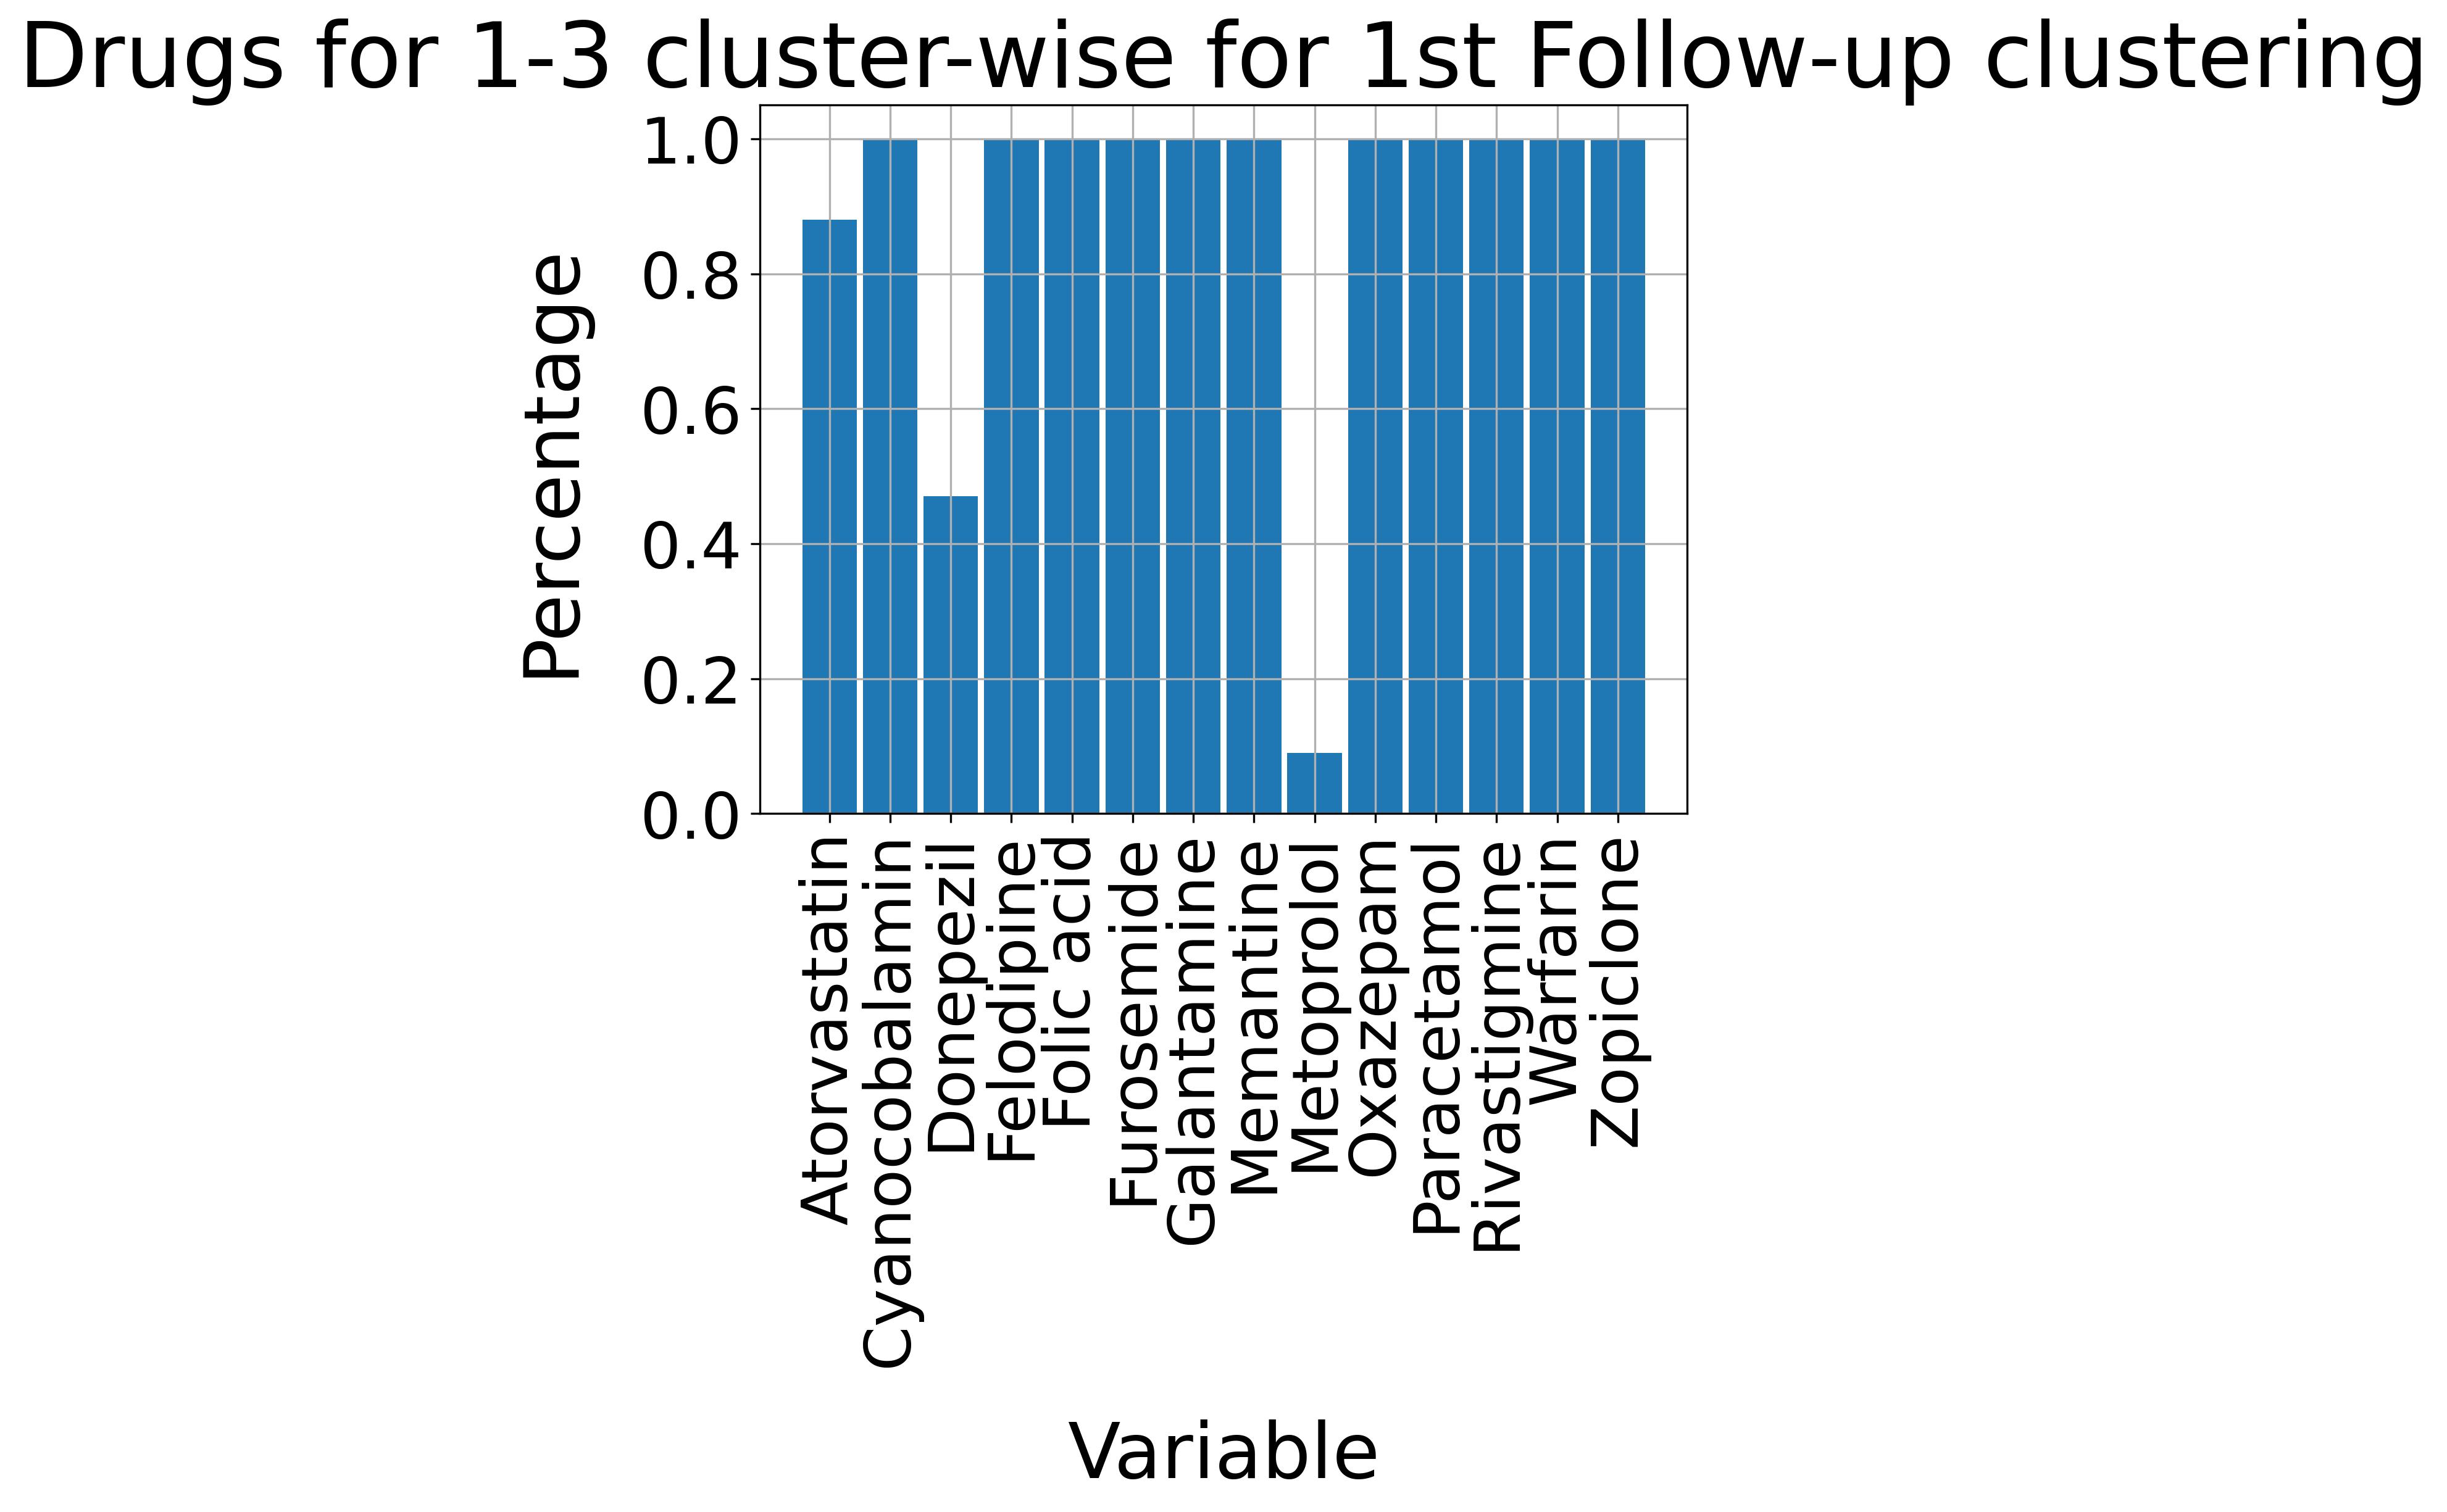 Drugs for 1-3 cluster-wise for 1st Follow-up clustering
Percentage
1.0
0.8
0.6
0.4
0.2
0.0
Atorvastatin
Cyanocobalamin
Donepezil
Felodipine
Folic acid
Furosemide
Galantamine
Memantine
Metoprolol
Oxazepam
Paracetamol
Rivastigmine
Warfarin
Zopiclone
Variable